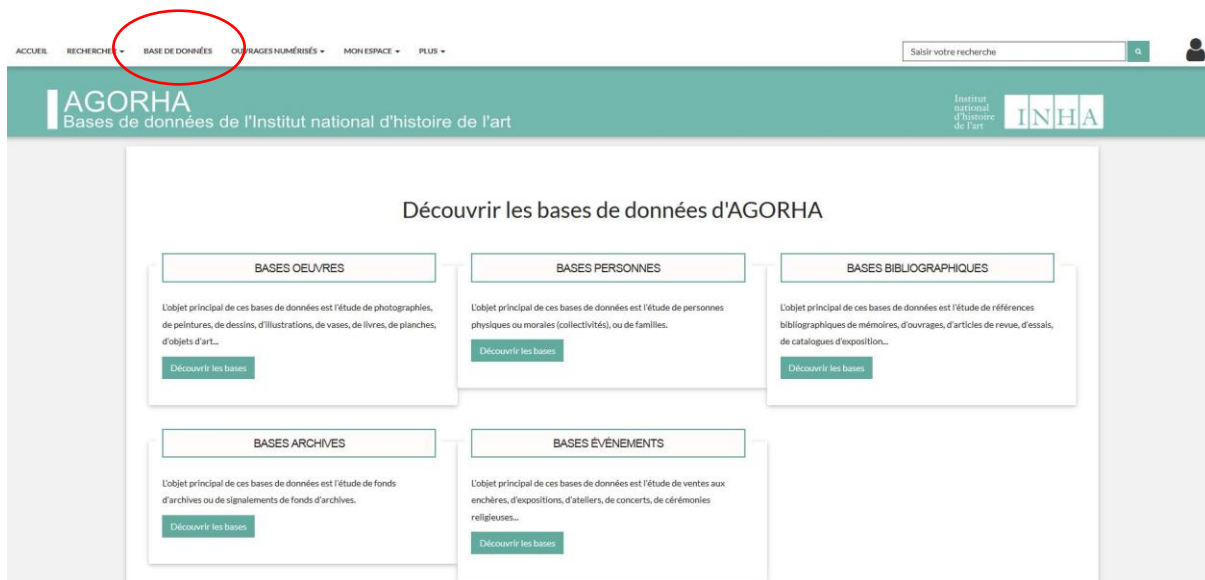 ACCUEIL RECHERCHER BASE DE DONNÉES OUVRAGES NUMÉRISÉS MON ESPACE PLUS Saisir votre recherche
AGORHA
Bases de données de l'Institut national d'histoire de l'art
Institut
national
d'histoire
de l'art
INHA
Découvrir les bases de données d'AGORHA
BASES OEUVRES
L'objet principal de ces bases de données est l'étude de photographies,
de peintures, de dessins, d'illustrations, de vases, de livres, de planches,
d'objets d'art...
Découvrir les bases
BASES PERSONNES
L'objet principal de ces bases de données est l'étude de personnes
physiques ou morales (collectivités), ou de familles.
Découvrir les bases
BASES BIBLIOGRAPHIQUES
L'objet principal de ces bases de données est l'étude de références
bibliographiques de mémoires, d'ouvrages, d'articles de revue, d'essais,
de catalogues d'exposition...
Découvrir les bases
BASES ARCHIVES
L'objet principal de ces bases de données est l'étude de fonds
d'archives ou de signalements de fonds d'archives.
Découvrir les bases
BASES ÉVÉNEMENTS
L'objet principal de ces bases de données est l'étude de ventes aux
enchères, d'expositions, d'ateliers, de concerts, de cérémonies
religieuses...
Découvrir les bases